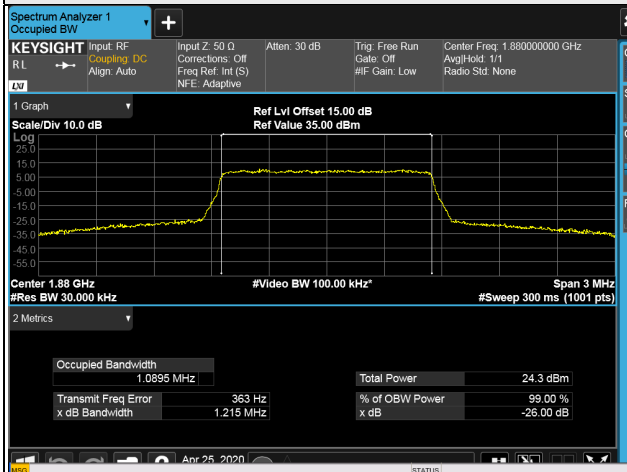 Spectrum Analyzer 1
Occupied BW
KEYSIGHT Input: RF Input Z: 50 Ω Atten: 30 dB Trig: Free Run Center Freq: 1.880000000 GHz
RL Coupling: DC Corrections: Off Gate: Off Avg|Hold: 1/1
Align: Auto Freq Ref: Int (S) #IF Gain: Low Radio Std: None
LXI NFE: Adaptive
1 Graph Ref Lvl Offset 15.00 dB
Scale/Div 10.0 dB Ref Value 35.00 dBm
Log
25.0
15.0
5.00
-5.00
-15.0
-25.0
-35.0
-45.0
-55.0
Center 1.88 GHz #Video BW 100.00 kHz* Span 3 MHz
#Res BW 30.000 kHz #Sweep 300 ms (1001 pts)
2 Metrics
Occupied Bandwidth
1.0895 MHz Total Power 24.3 dBm
Transmit Freq Error 363 Hz % of OBW Power 99.00 %
x dB Bandwidth 1.215 MHz x dB -26.00 dB
Apr 25, 2020
MSG STATUS